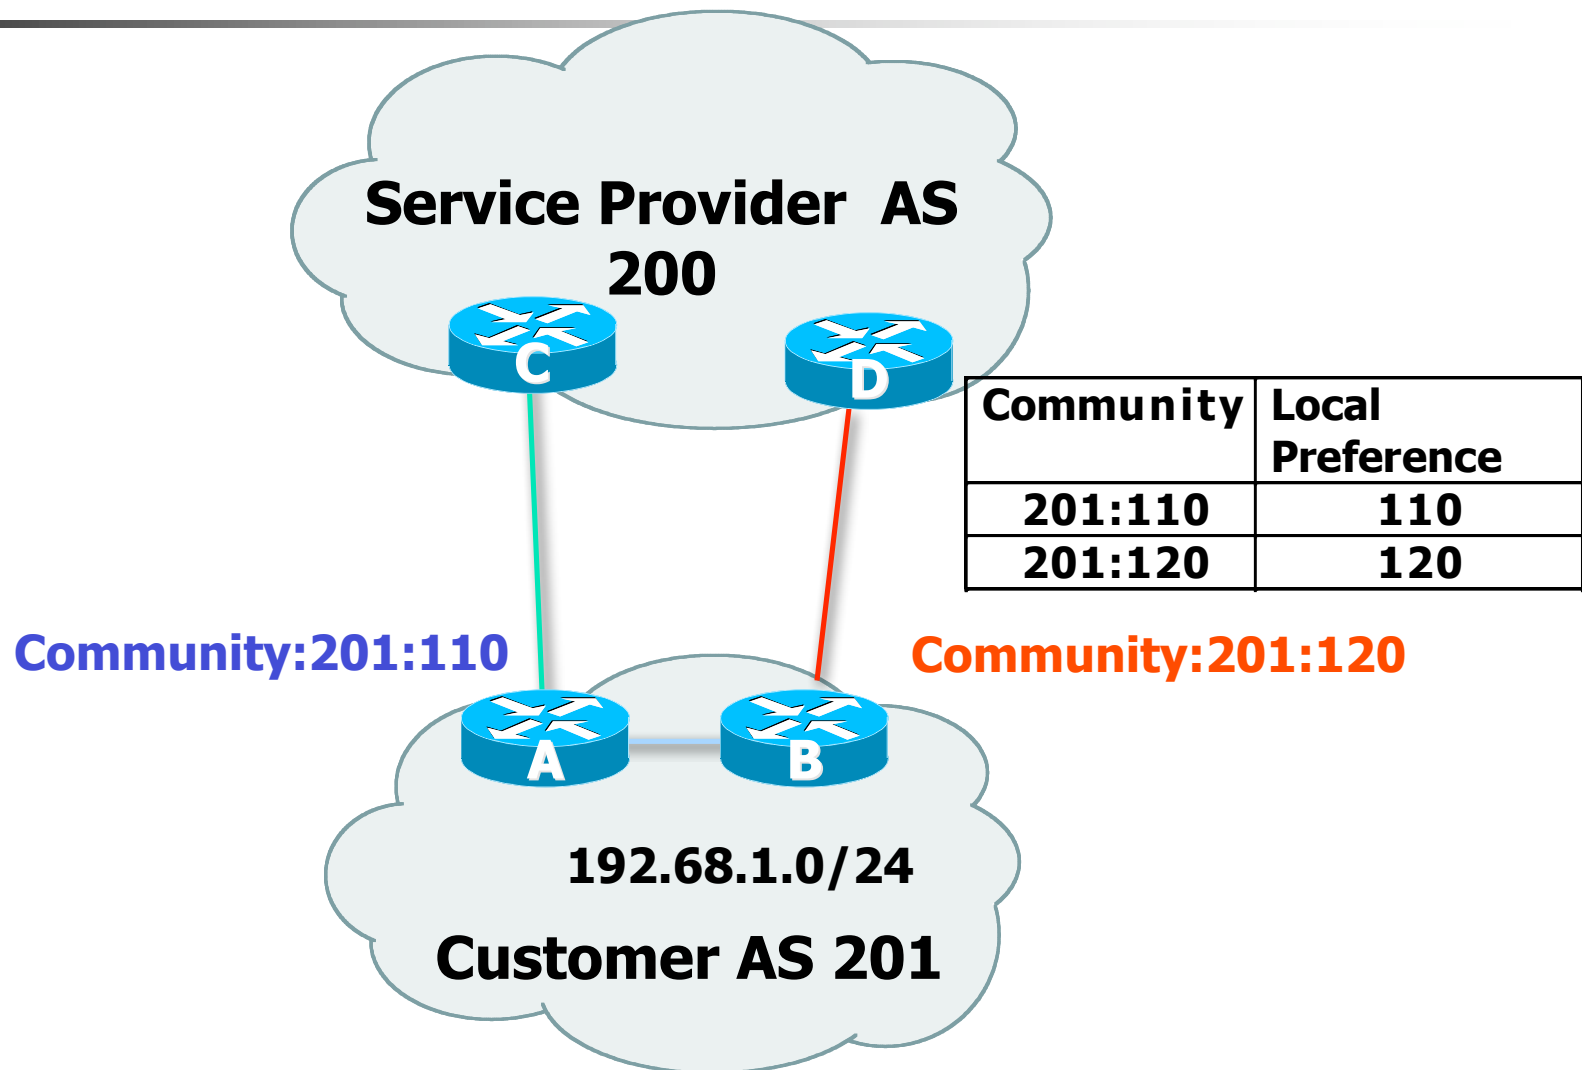 Service Provider AS
200
C
D
Community Local
Preference
201:110 110
201:120 120
Community:201:110
Community:201:120
A
B
192.68.1.0/24
Customer AS 201